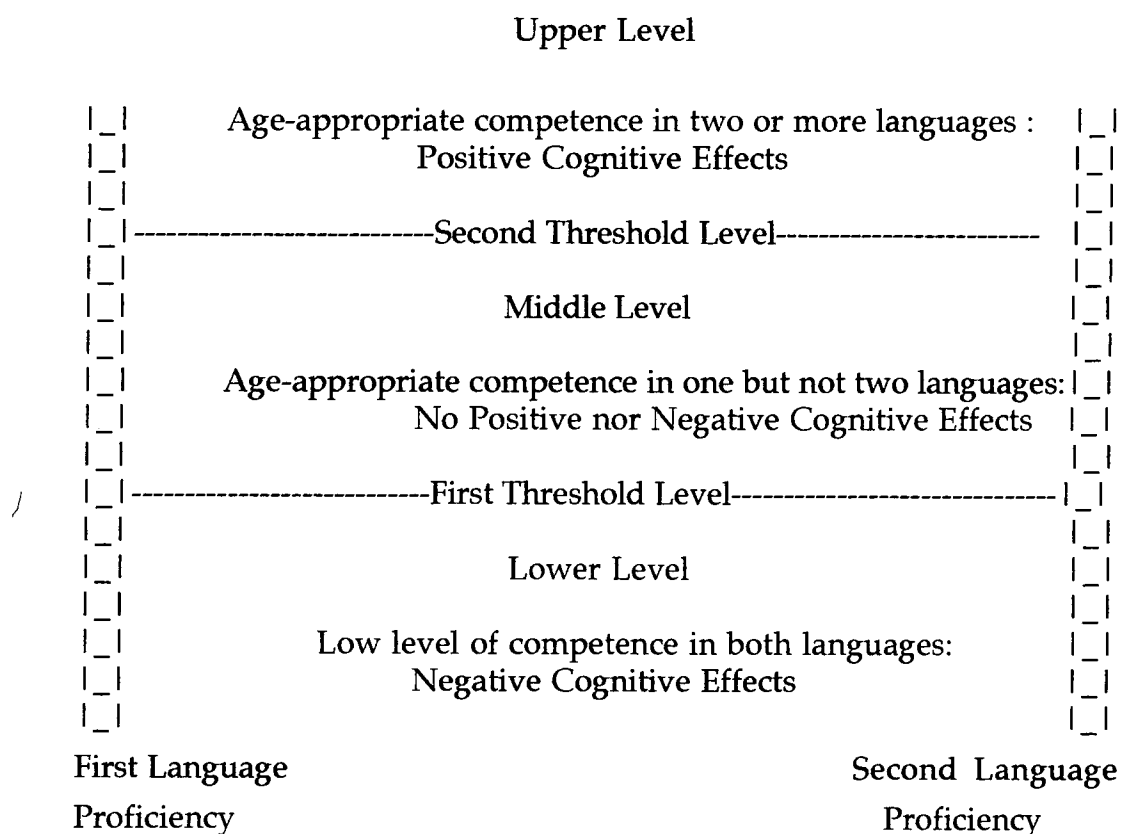 Upper Level
|_| Age-appropriate competence in two or more languages : |_|
|_| Positive Cognitive Effects |_|
|_| |_|
|_|----------------------------Second Threshold Level------------------------- |_|
|_| |_|
|_| Middle Level |_|
|_| |_|
|_| Age-appropriate competence in one but not two languages: |_|
|_| No Positive nor Negative Cognitive Effects |_|
|_| |_|
|_|----------------------------First Threshold Level------------------------------- |_|
|_| |_|
|_| Lower Level |_|
|_| |_|
|_| Low level of competence in both languages: |_|
|_| Negative Cognitive Effects |_|
|_| |_|
First Language Second Language
Proficiency Proficiency